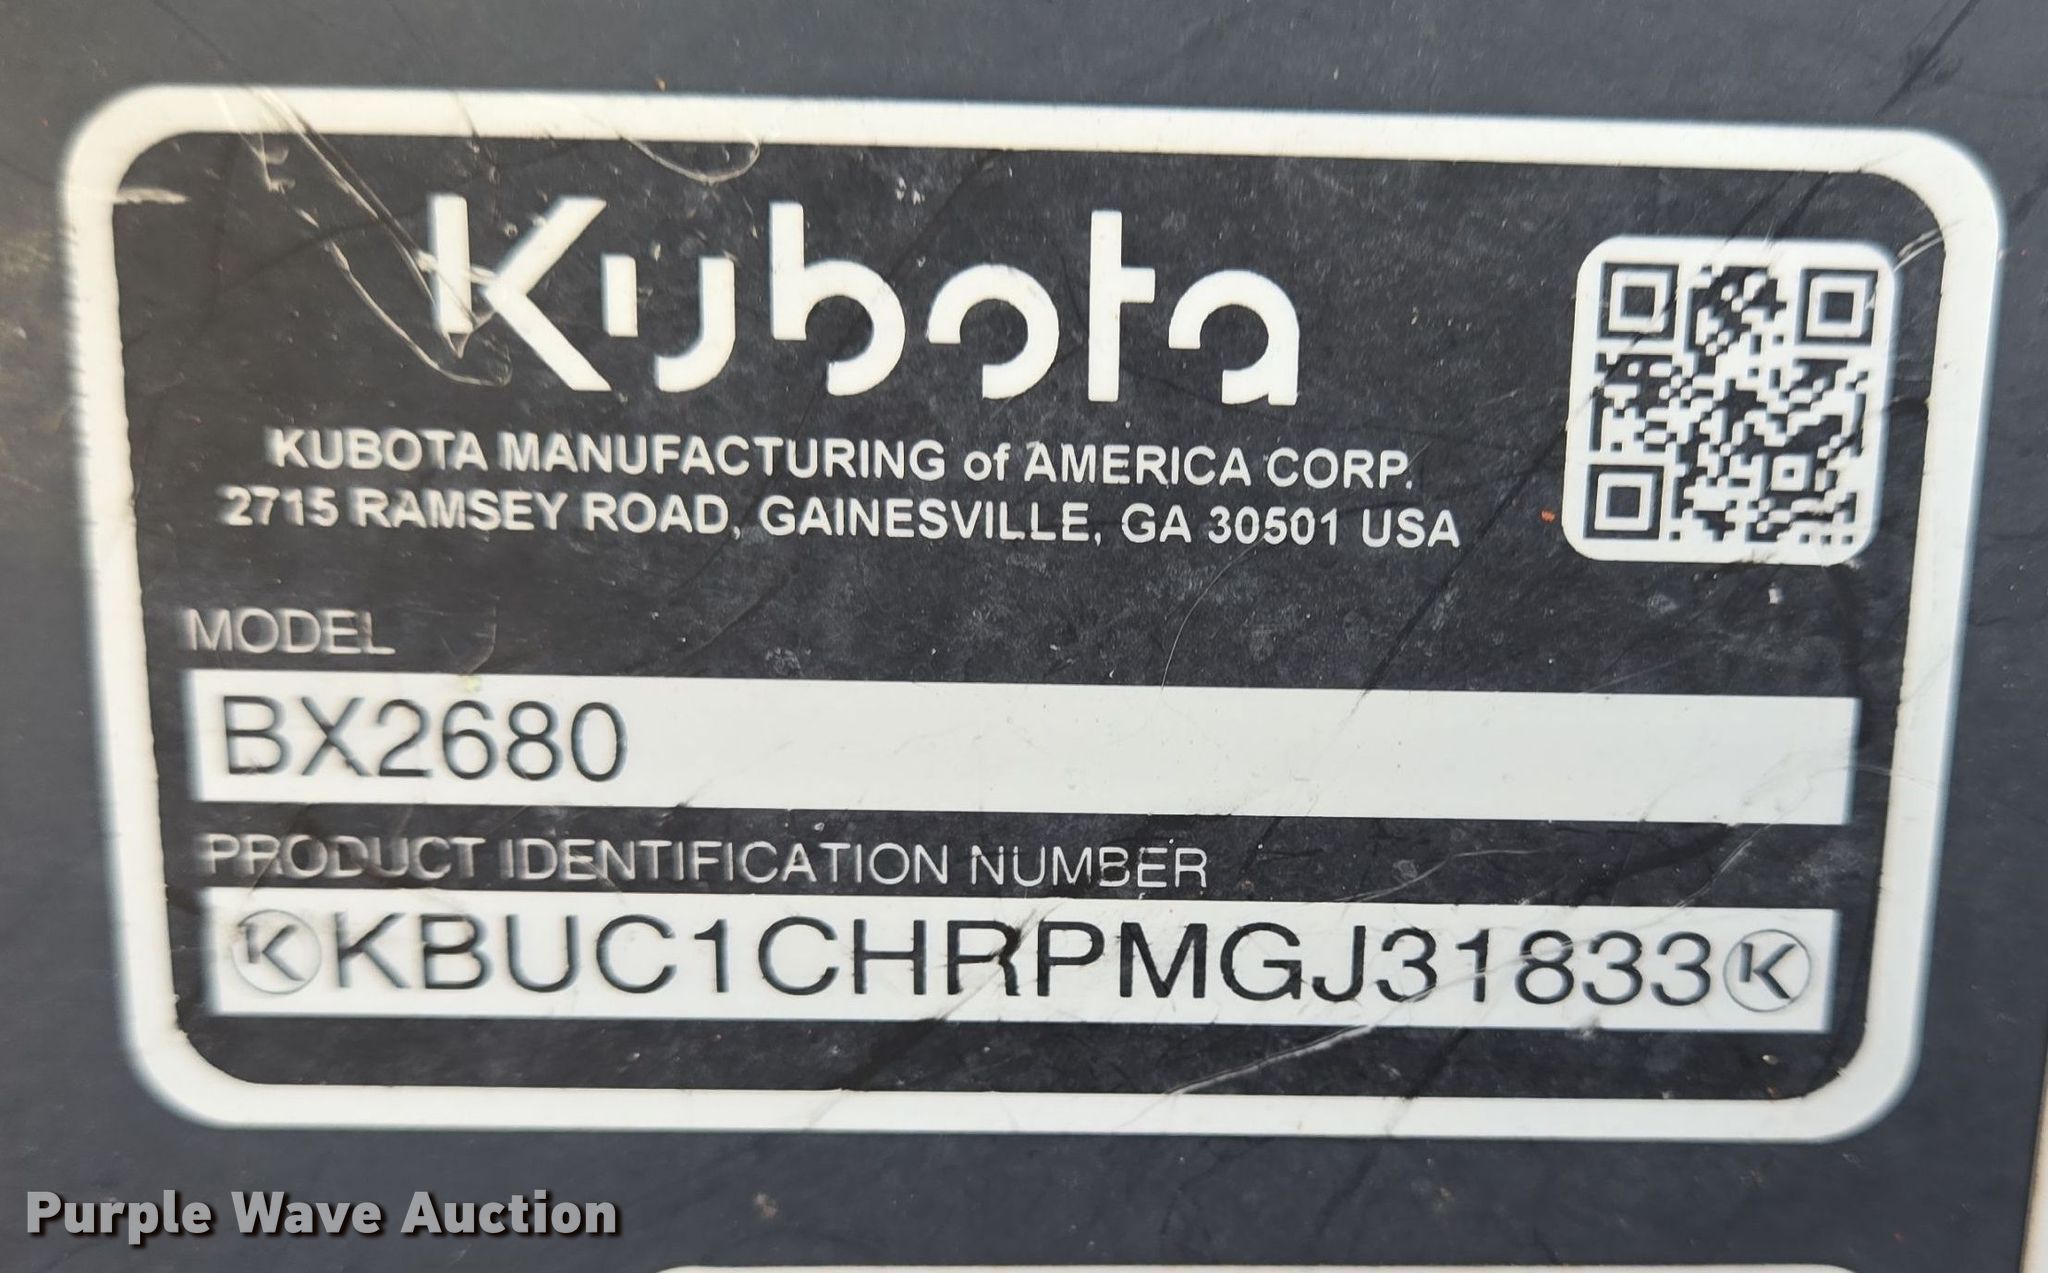 Kubota
KUBOTA MANUFACTURING of AMERICA CORP.
2715 RAMSEY ROAD, GAINESVILLE, GA 30501 USA
MODEL
BX2680
PRODUCT IDENTIFICATION NUMBER
K KBUC1CHRPMGJ31833 K
Purple Wave Auction